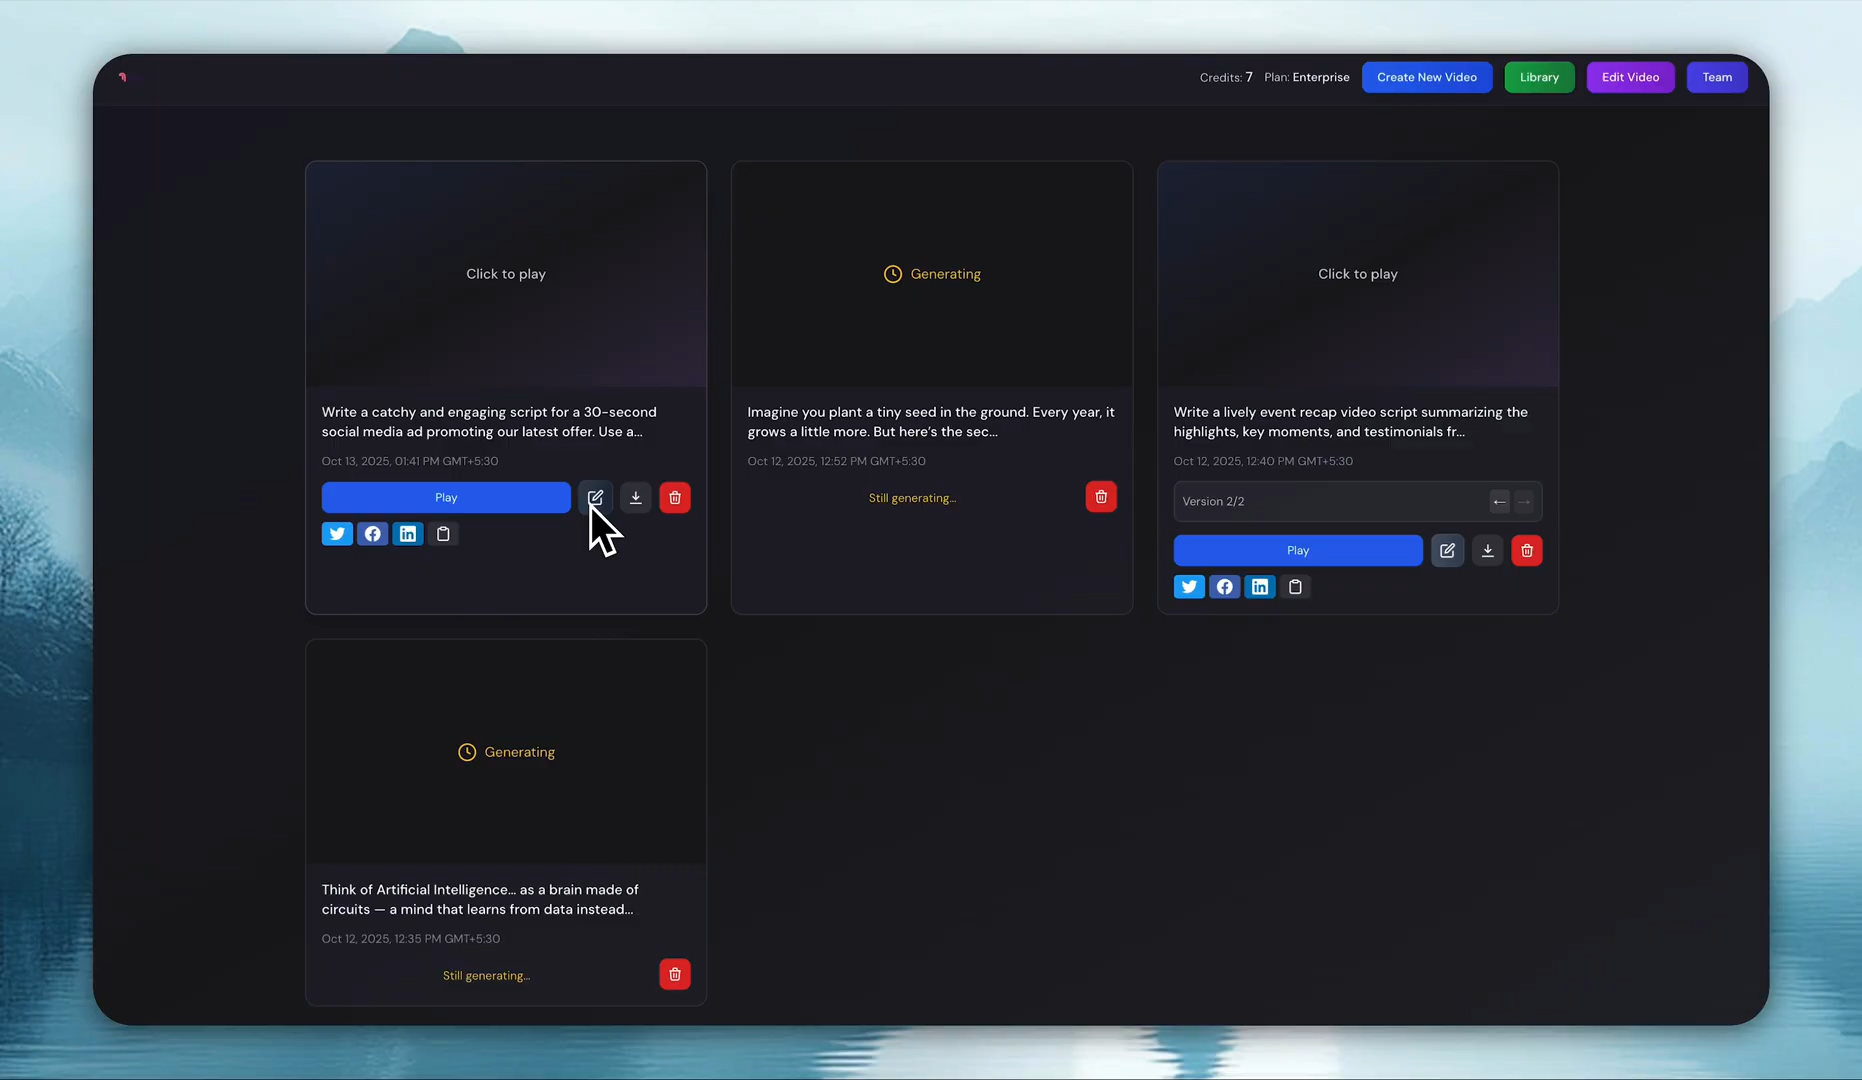 Credits: 7 Plan: Enterprise Create New Video Library Edit Video Team
Click to play
Write a catchy and engaging script for a 30-second
social media ad promoting our latest offer. Use a...
Oct 13, 2025, 01:41 PM GMT+5:30
Play
Generating
Imagine you plant a tiny seed in the ground. Every year, it
grows a little more. But here’s the sec...
Oct 12, 2025, 12:52 PM GMT+5:30
Still generating...
Click to play
Write a lively event recap video script summarizing the
highlights, key moments, and testimonials fr...
Oct 12, 2025, 12:40 PM GMT+5:30
Version 2/2
Play
Generating
Think of Artificial Intelligence... as a brain made of
circuits — a mind that learns from data instead...
Oct 12, 2025, 12:35 PM GMT+5:30
Still generating...